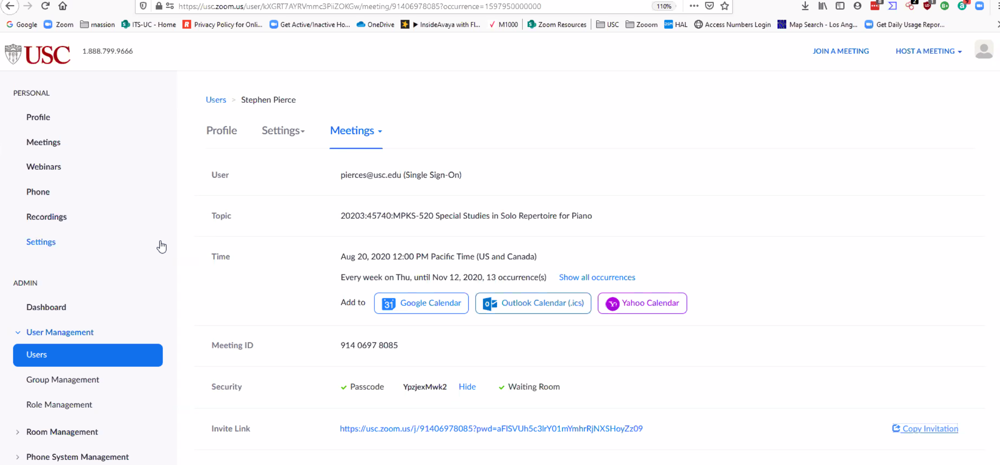 https://usc.zoom.us/user/kXGRT7AYRVmmc3PiiZOKGw/meeting/91406978085?occurrence=1597950000000 110%
Google Zoom massion ITS-UC - Home Privacy Policy for Onli... Get Active/Inactive Ho... OneDrive InsideAvaya with Fl... M1000 Zoom Resources USC Zooom HAL Access Numbers Login Map Search - Los Ang... Get Daily Usage Repor...
USC 1.888.799.9666 JOIN A MEETING HOST A MEETING
PERSONAL
Profile
Meetings
Webinars
Phone
Recordings
Settings
ADMIN
Dashboard
User Management
Users
Group Management
Role Management
Room Management
Phone System Management
Users > Stephen Pierce
Profile Settings Meetings
User pierces@usc.edu (Single Sign-On)
Topic 20203:45740:MPKS-520 Special Studies in Solo Repertoire for Piano
Time Aug 20, 2020 12:00 PM Pacific Time (US and Canada)
Every week on Thu, until Nov 12, 2020, 13 occurrence(s) Show all occurrences
Add to 31 Google Calendar Outlook Calendar (.ics) Yahoo Calendar
Meeting ID 914 0697 8085
Security Passcode YpzjexMwk2 Hide Waiting Room
Invite Link https://usc.zoom.us/j/91406978085?pwd=aFlSVUh5c3lrY01mYmhrRjNXSHoyZz09 Copy Invitation